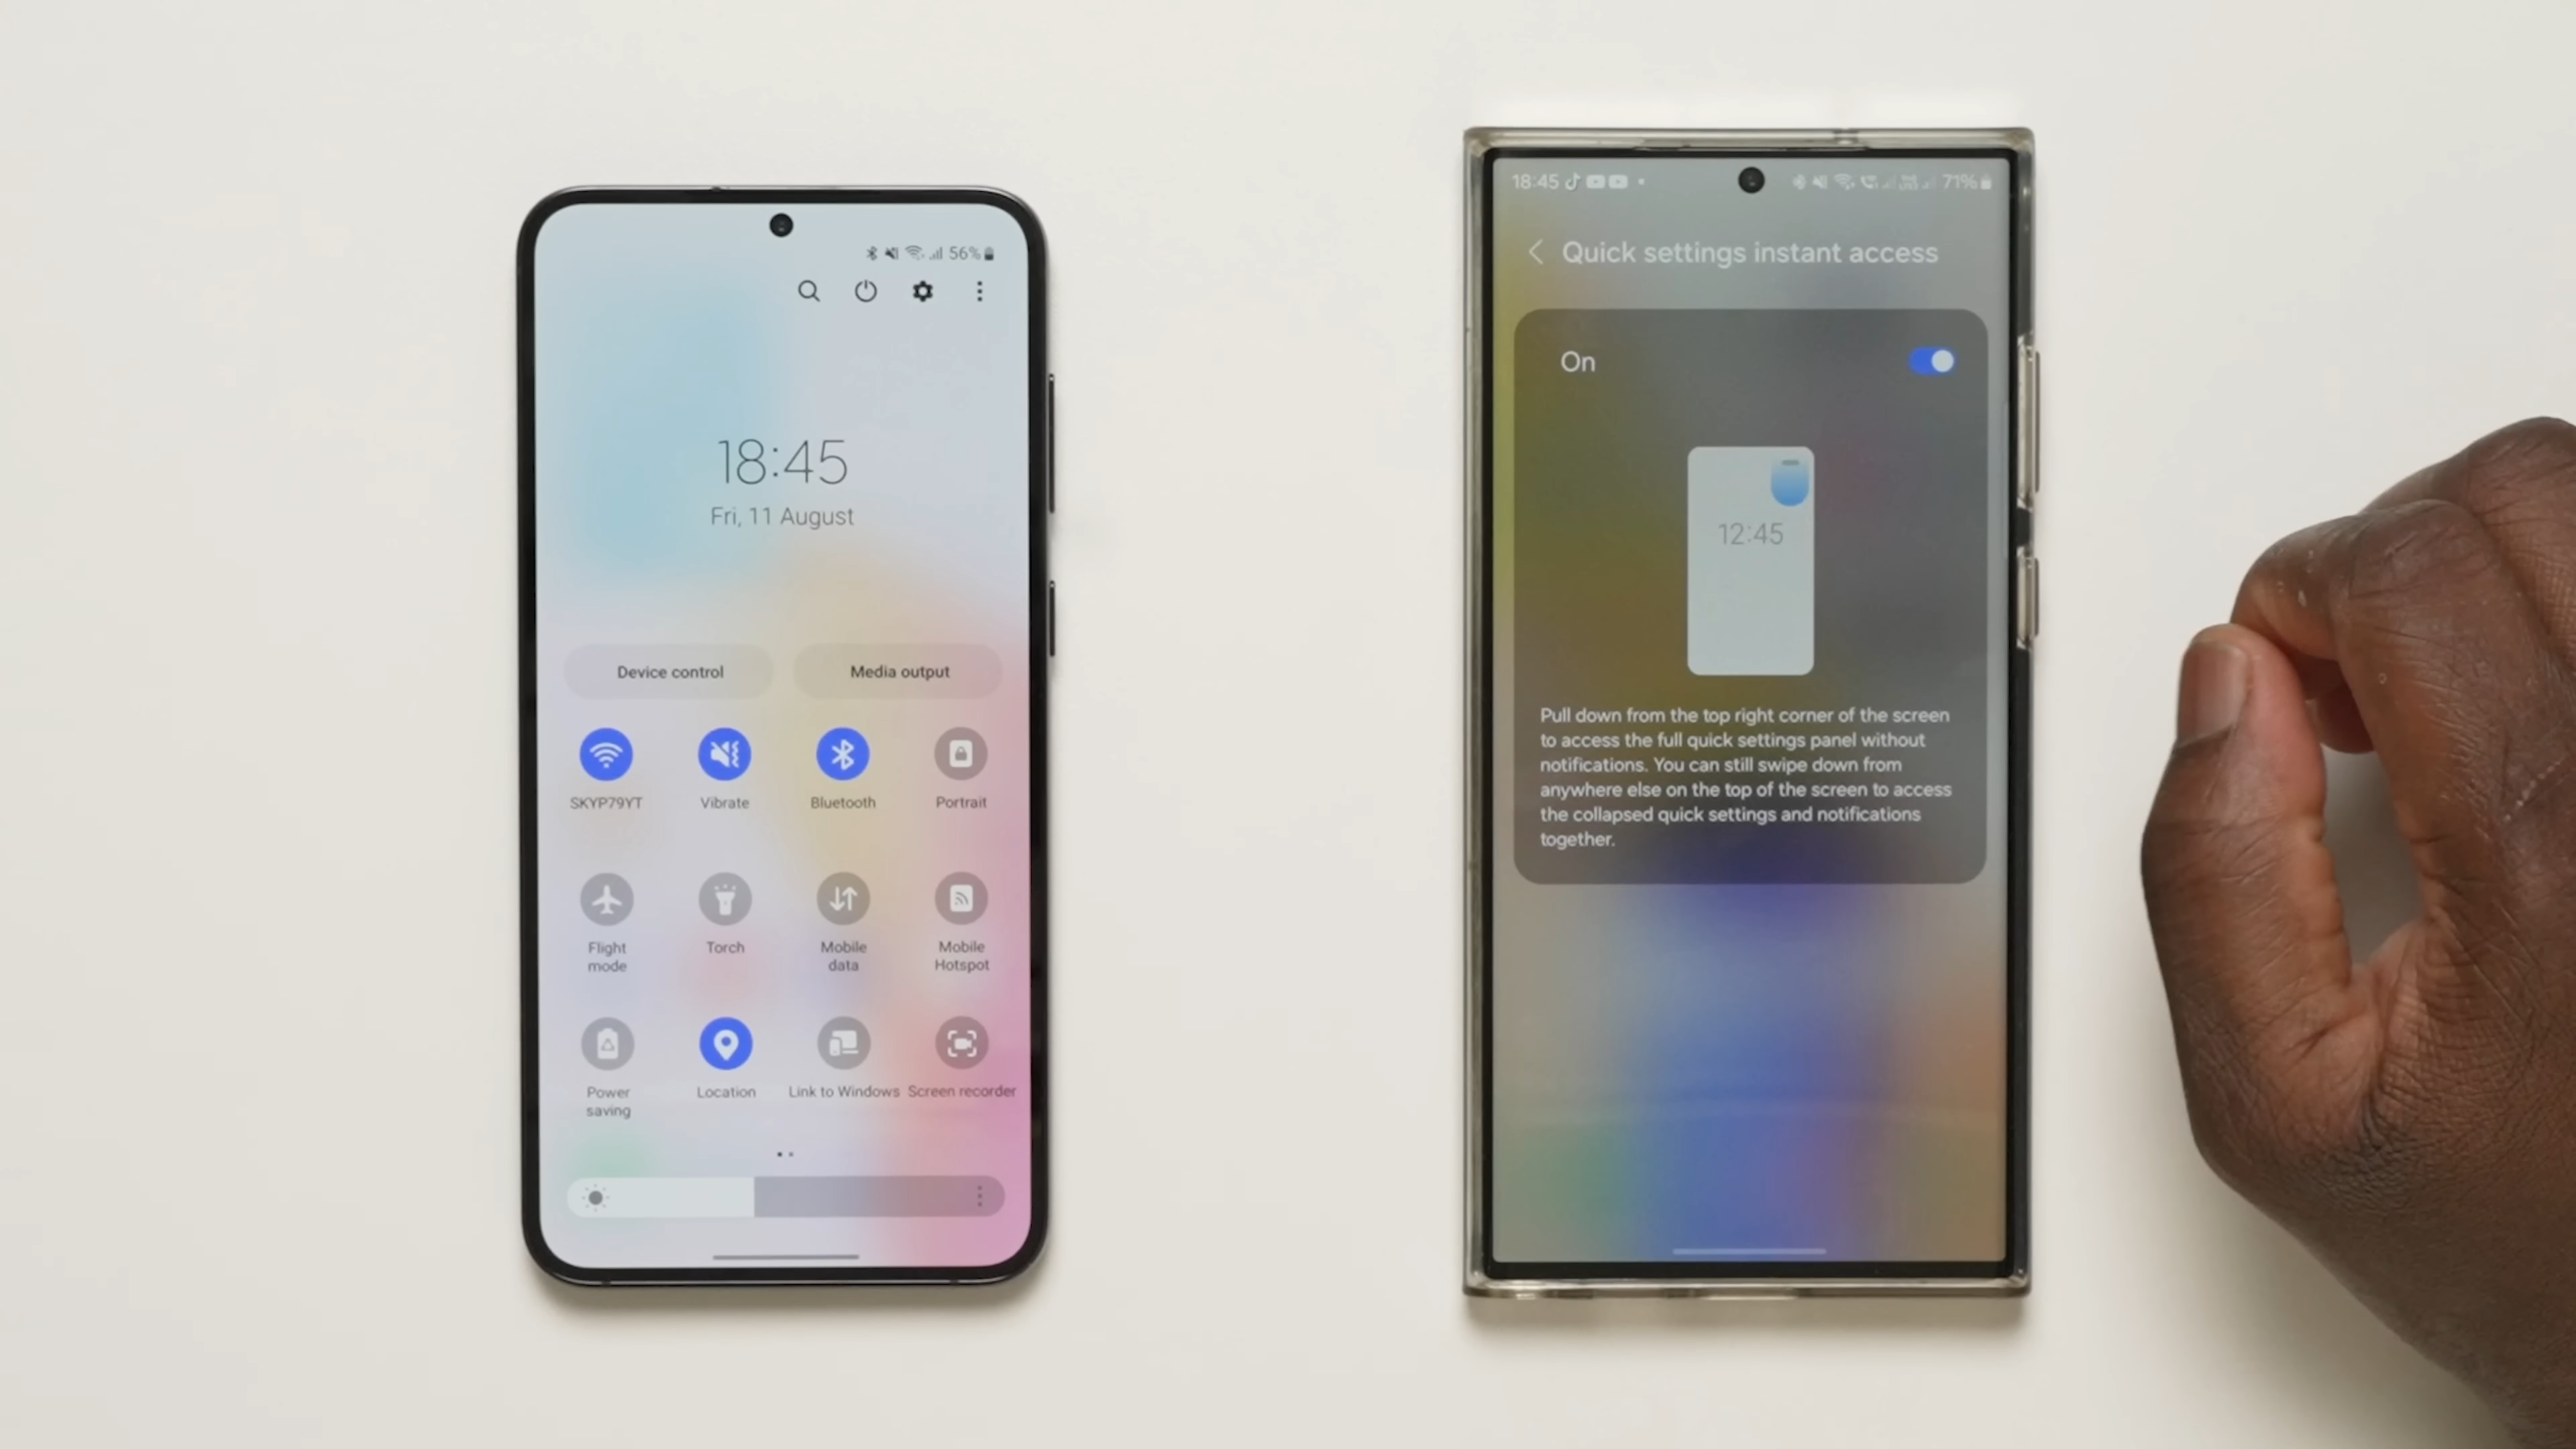 56%
18:45
Fri, 11 August
Device control
Media output
SKYP79YT
Vibrate
Bluetooth
Portrait
Flight
mode
Torch
Mobile
data
Mobile
Hotspot
Power
saving
Location
Link to Windows
Screen recorder
18:45
71%
Quick settings instant access
On
12:45
Pull down from the top right corner of the screen
to access the full quick settings panel without
notifications. You can still swipe down from
anywhere else on the top of the screen to access
the collapsed quick settings and notifications
together.